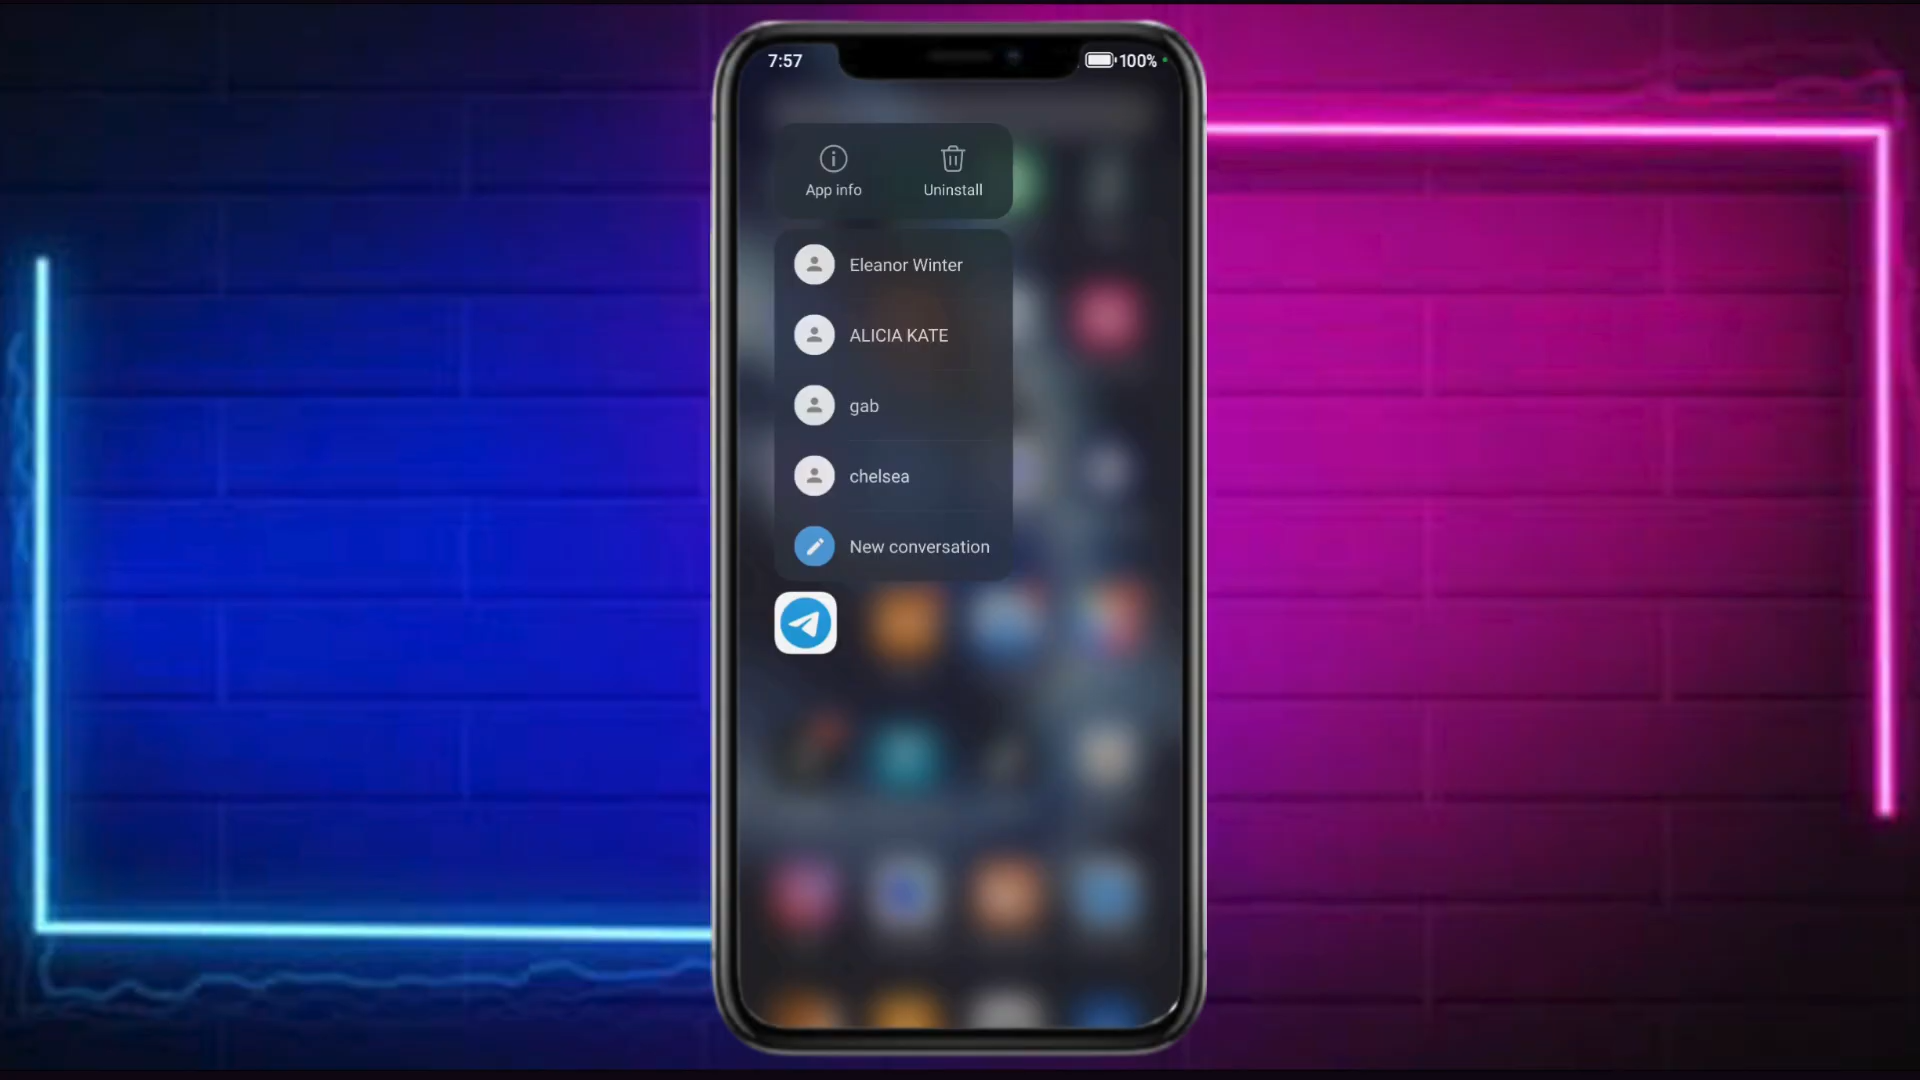 7:57
100%
App info
Uninstall
Eleanor Winter
ALICIA KATE
gab
chelsea
New conversation